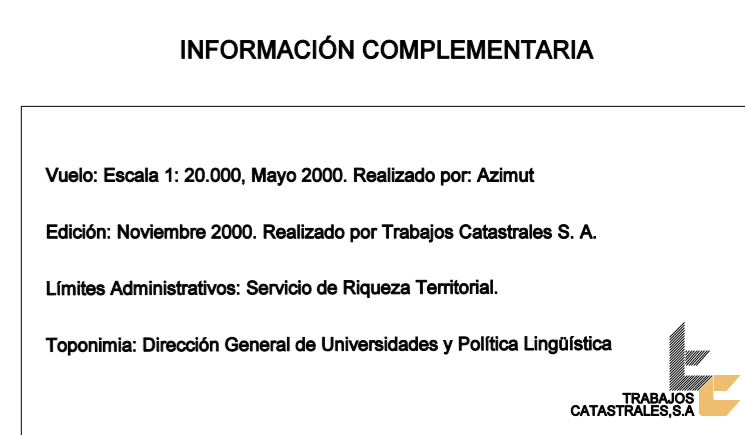 INFORMACIÓN COMPLEMENTARIA
Vuelo: Escala 1: 20.000, Mayo 2000. Realizado por: Azimut
Edición: Noviembre 2000. Realizado por Trabajos Catastrales S. A.
Límites Administrativos: Servicio de Riqueza Territorial.
Toponimia: Dirección General de Universidades y Política Lingüística
TRABAJOS
CATASTRALES,S.A